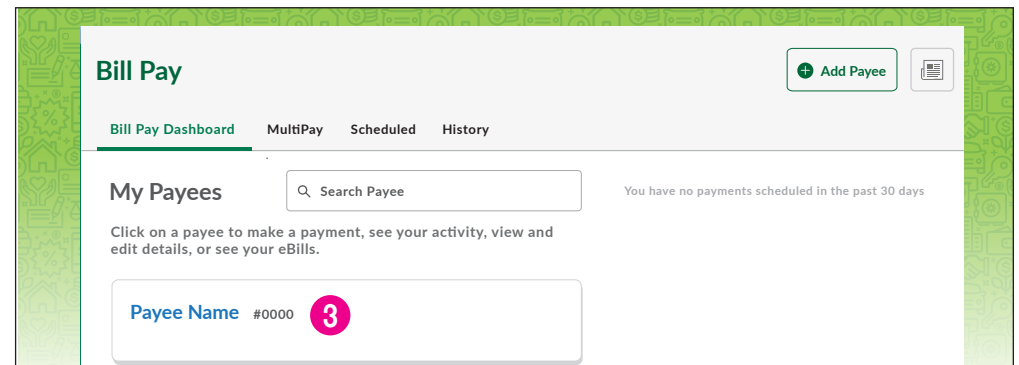 Bill Pay
Add Payee
Bill Pay Dashboard MultiPay Scheduled History
My Payees
Search Payee
You have no payments scheduled in the past 30 days
Click on a payee to make a payment, see your activity, view and
edit details, or see your eBills.
Payee Name #0000 3